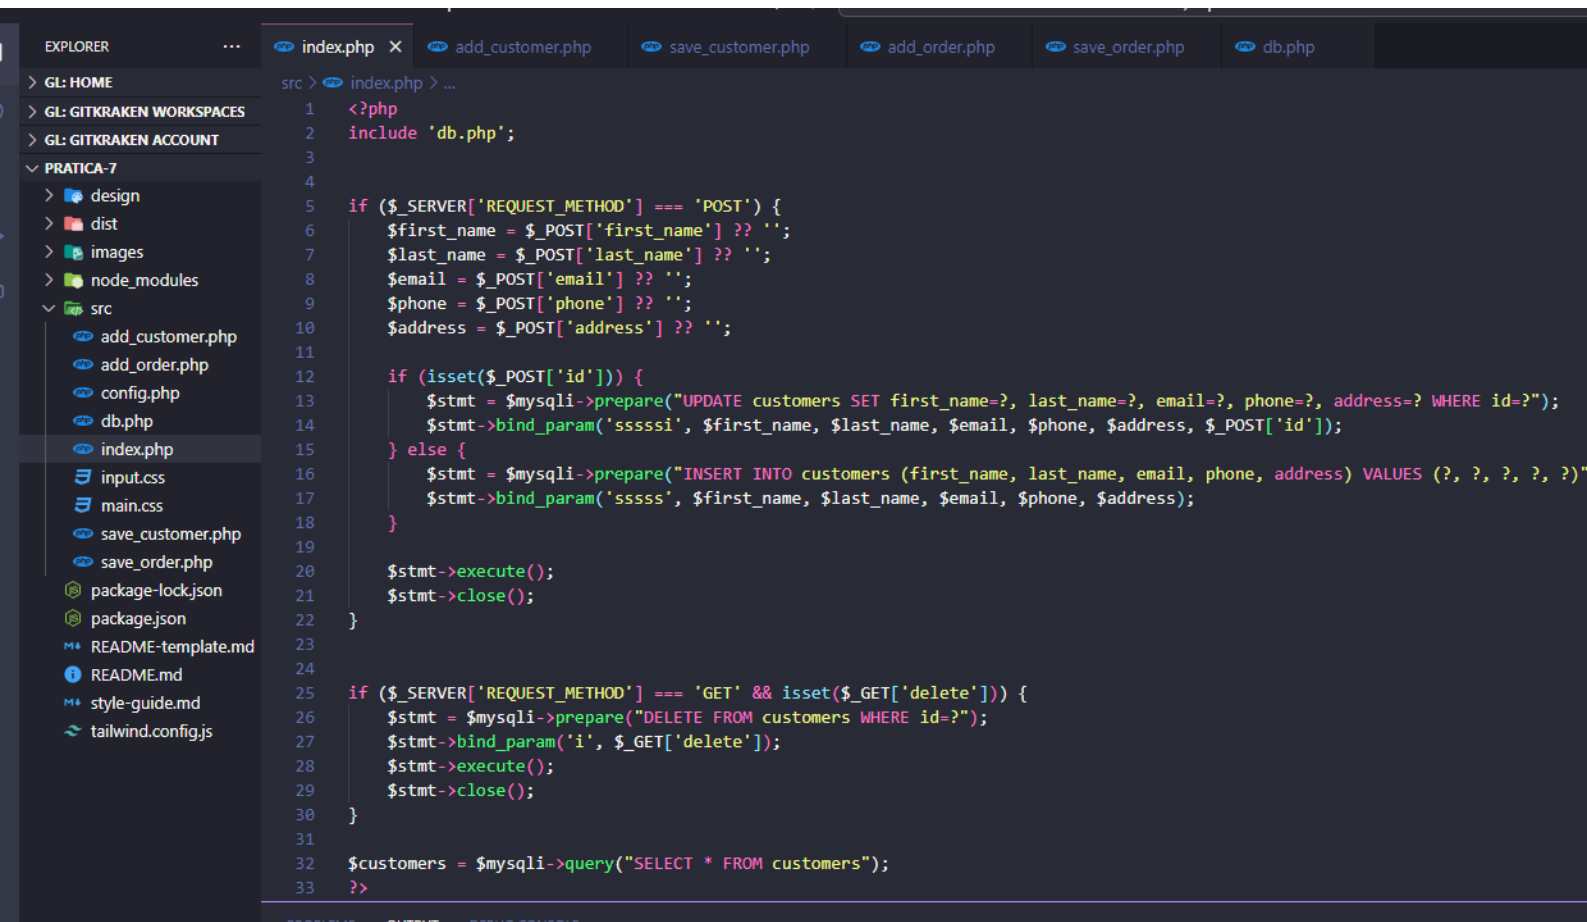 EXPLORER ...
GL: HOME
GL: GITKRAKEN WORKSPACES
GL: GITKRAKEN ACCOUNT
PRATICA-7
design
dist
images
node_modules
src
add_customer.php
add_order.php
config.php
db.php
index.php
input.css
main.css
save_customer.php
save_order.php
package-lock.json
package.json
README-template.md
README.md
style-guide.md
tailwind.config.js
index.php add_customer.php save_customer.php add_order.php save_order.php db.php
src > index.php > ...
1 <?php
2 include 'db.php';
3
4
5 if ($_SERVER['REQUEST_METHOD'] === 'POST') {
6 $first_name = $_POST['first_name'] ?? '';
7 $last_name = $_POST['last_name'] ?? '';
8 $email = $_POST['email'] ?? '';
9 $phone = $_POST['phone'] ?? '';
10 $address = $_POST['address'] ?? '';
11
12 if (isset($_POST['id'])) {
13 $stmt = $mysqli->prepare("UPDATE customers SET first_name=?, last_name=?, email=?, phone=?, address=? WHERE id=?");
14 $stmt->bind_param('sssssi', $first_name, $last_name, $email, $phone, $address, $_POST['id']);
15 } else {
16 $stmt = $mysqli->prepare("INSERT INTO customers (first_name, last_name, email, phone, address) VALUES (?, ?, ?, ?, ?)"
17 $stmt->bind_param('sssss', $first_name, $last_name, $email, $phone, $address);
18 }
19
20 $stmt->execute();
21 $stmt->close();
22 }
23
24
25 if ($_SERVER['REQUEST_METHOD'] === 'GET' && isset($_GET['delete'])) {
26 $stmt = $mysqli->prepare("DELETE FROM customers WHERE id=?");
27 $stmt->bind_param('i', $_GET['delete']);
28 $stmt->execute();
29 $stmt->close();
30 }
31
32 $customers = $mysqli->query("SELECT * FROM customers");
33 ?>